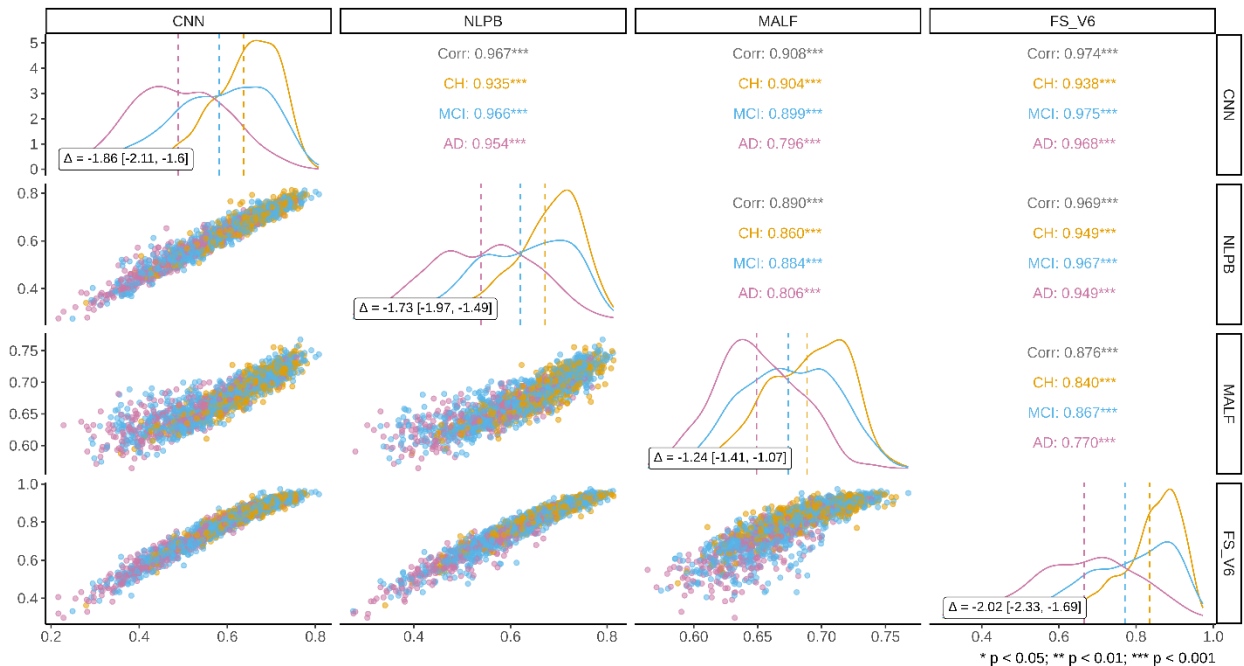 CNN NLPB MALF FS_V6
5
4
3
2
1
0
Δ = -1.86 [-2.11, -1.6]
Corr: 0.967***
CH: 0.935***
MCI: 0.966***
AD: 0.954***
Corr: 0.908***
CH: 0.904***
MCI: 0.899***
AD: 0.796***
Corr: 0.974***
CH: 0.938***
MCI: 0.975***
AD: 0.968***
CNN
0.8
0.6
0.4
Δ = -1.73 [-1.97, -1.49]
Corr: 0.890***
CH: 0.860***
MCI: 0.884***
AD: 0.806***
Corr: 0.969***
CH: 0.949***
MCI: 0.967***
AD: 0.949***
NLPB
0.75
0.70
0.65
0.60
Δ = -1.24 [-1.41, -1.07]
Corr: 0.876***
CH: 0.840***
MCI: 0.867***
AD: 0.770***
MALF
1.0
0.8
0.6
0.4
Δ = -2.02 [-2.33, -1.69]
FS_V6
0.2 0.4 0.6 0.8
0.4 0.6 0.8
0.60 0.65 0.70 0.75
0.4 0.6 0.8 1.0
* p < 0.05; ** p < 0.01; *** p < 0.001